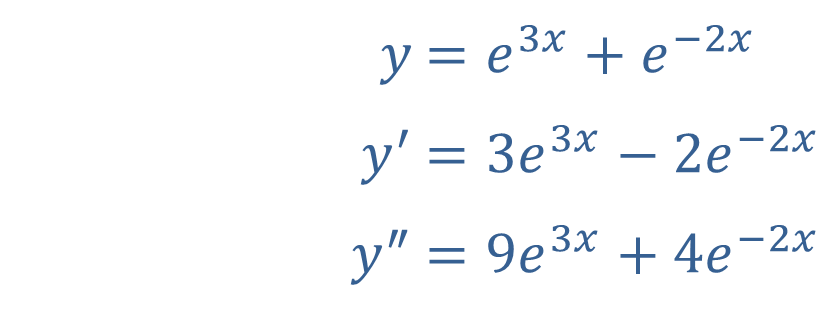 y = e^{3x} + e^{-2x}
y′ = 3e^{3x} − 2e^{-2x}
y″ = 9e^{3x} + 4e^{-2x}